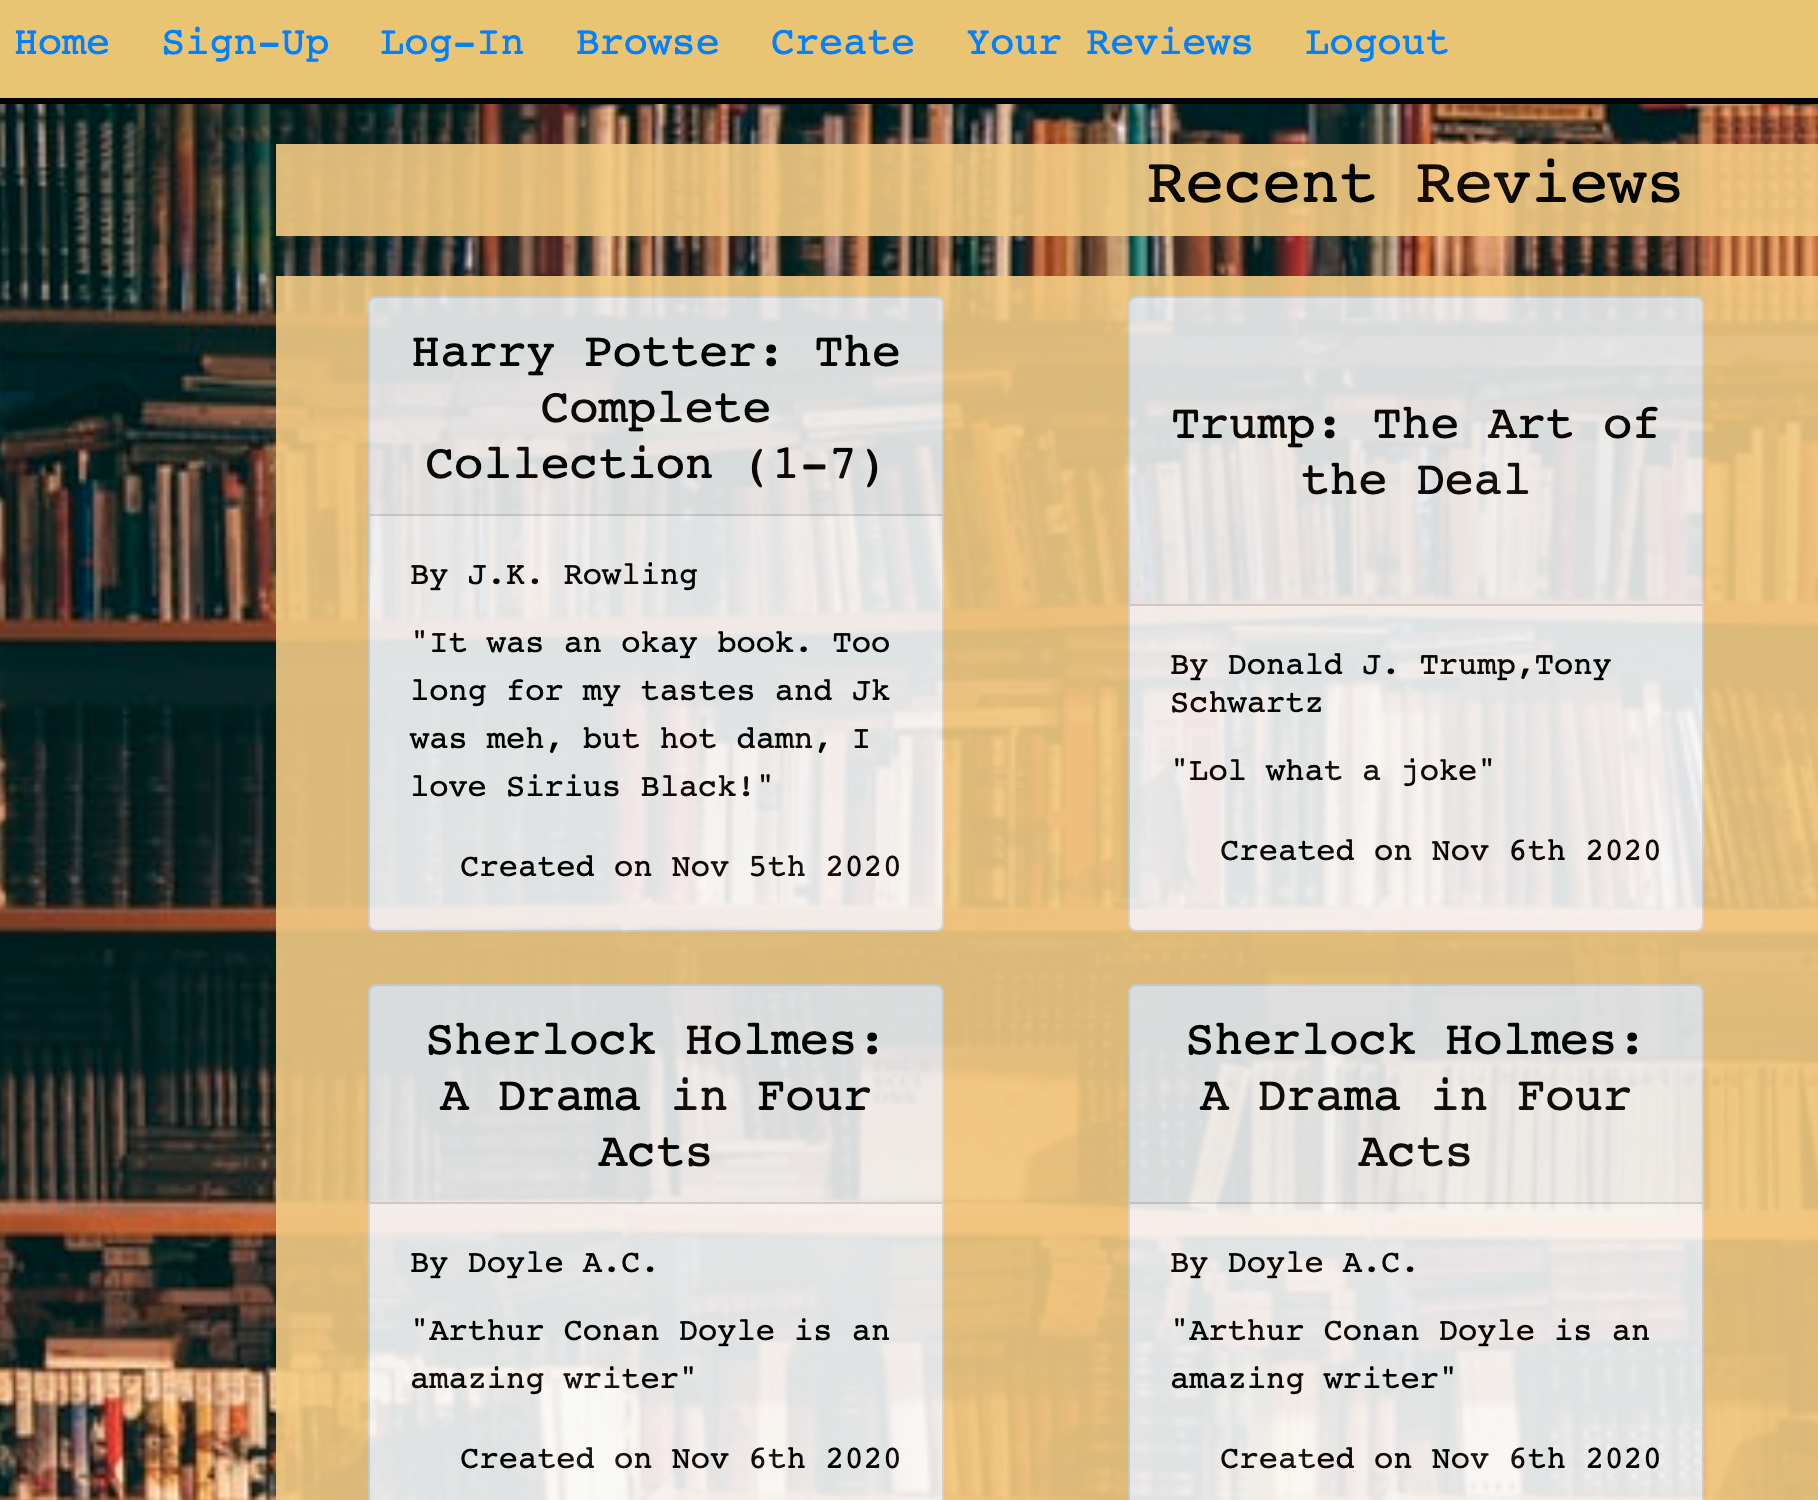 Home Sign-Up Log-In Browse Create Your Reviews Logout
Recent Reviews
Harry Potter: The
Complete
Collection (1-7)
By J.K. Rowling
"It was an okay book. Too
long for my tastes and Jk
was meh, but hot damn, I
love Sirius Black!"
Created on Nov 5th 2020
Trump: The Art of
the Deal
By Donald J. Trump,Tony
Schwartz
"Lol what a joke"
Created on Nov 6th 2020
Sherlock Holmes:
A Drama in Four
Acts
By Doyle A.C.
"Arthur Conan Doyle is an
amazing writer"
Created on Nov 6th 2020
Sherlock Holmes:
A Drama in Four
Acts
By Doyle A.C.
"Arthur Conan Doyle is an
amazing writer"
Created on Nov 6th 2020